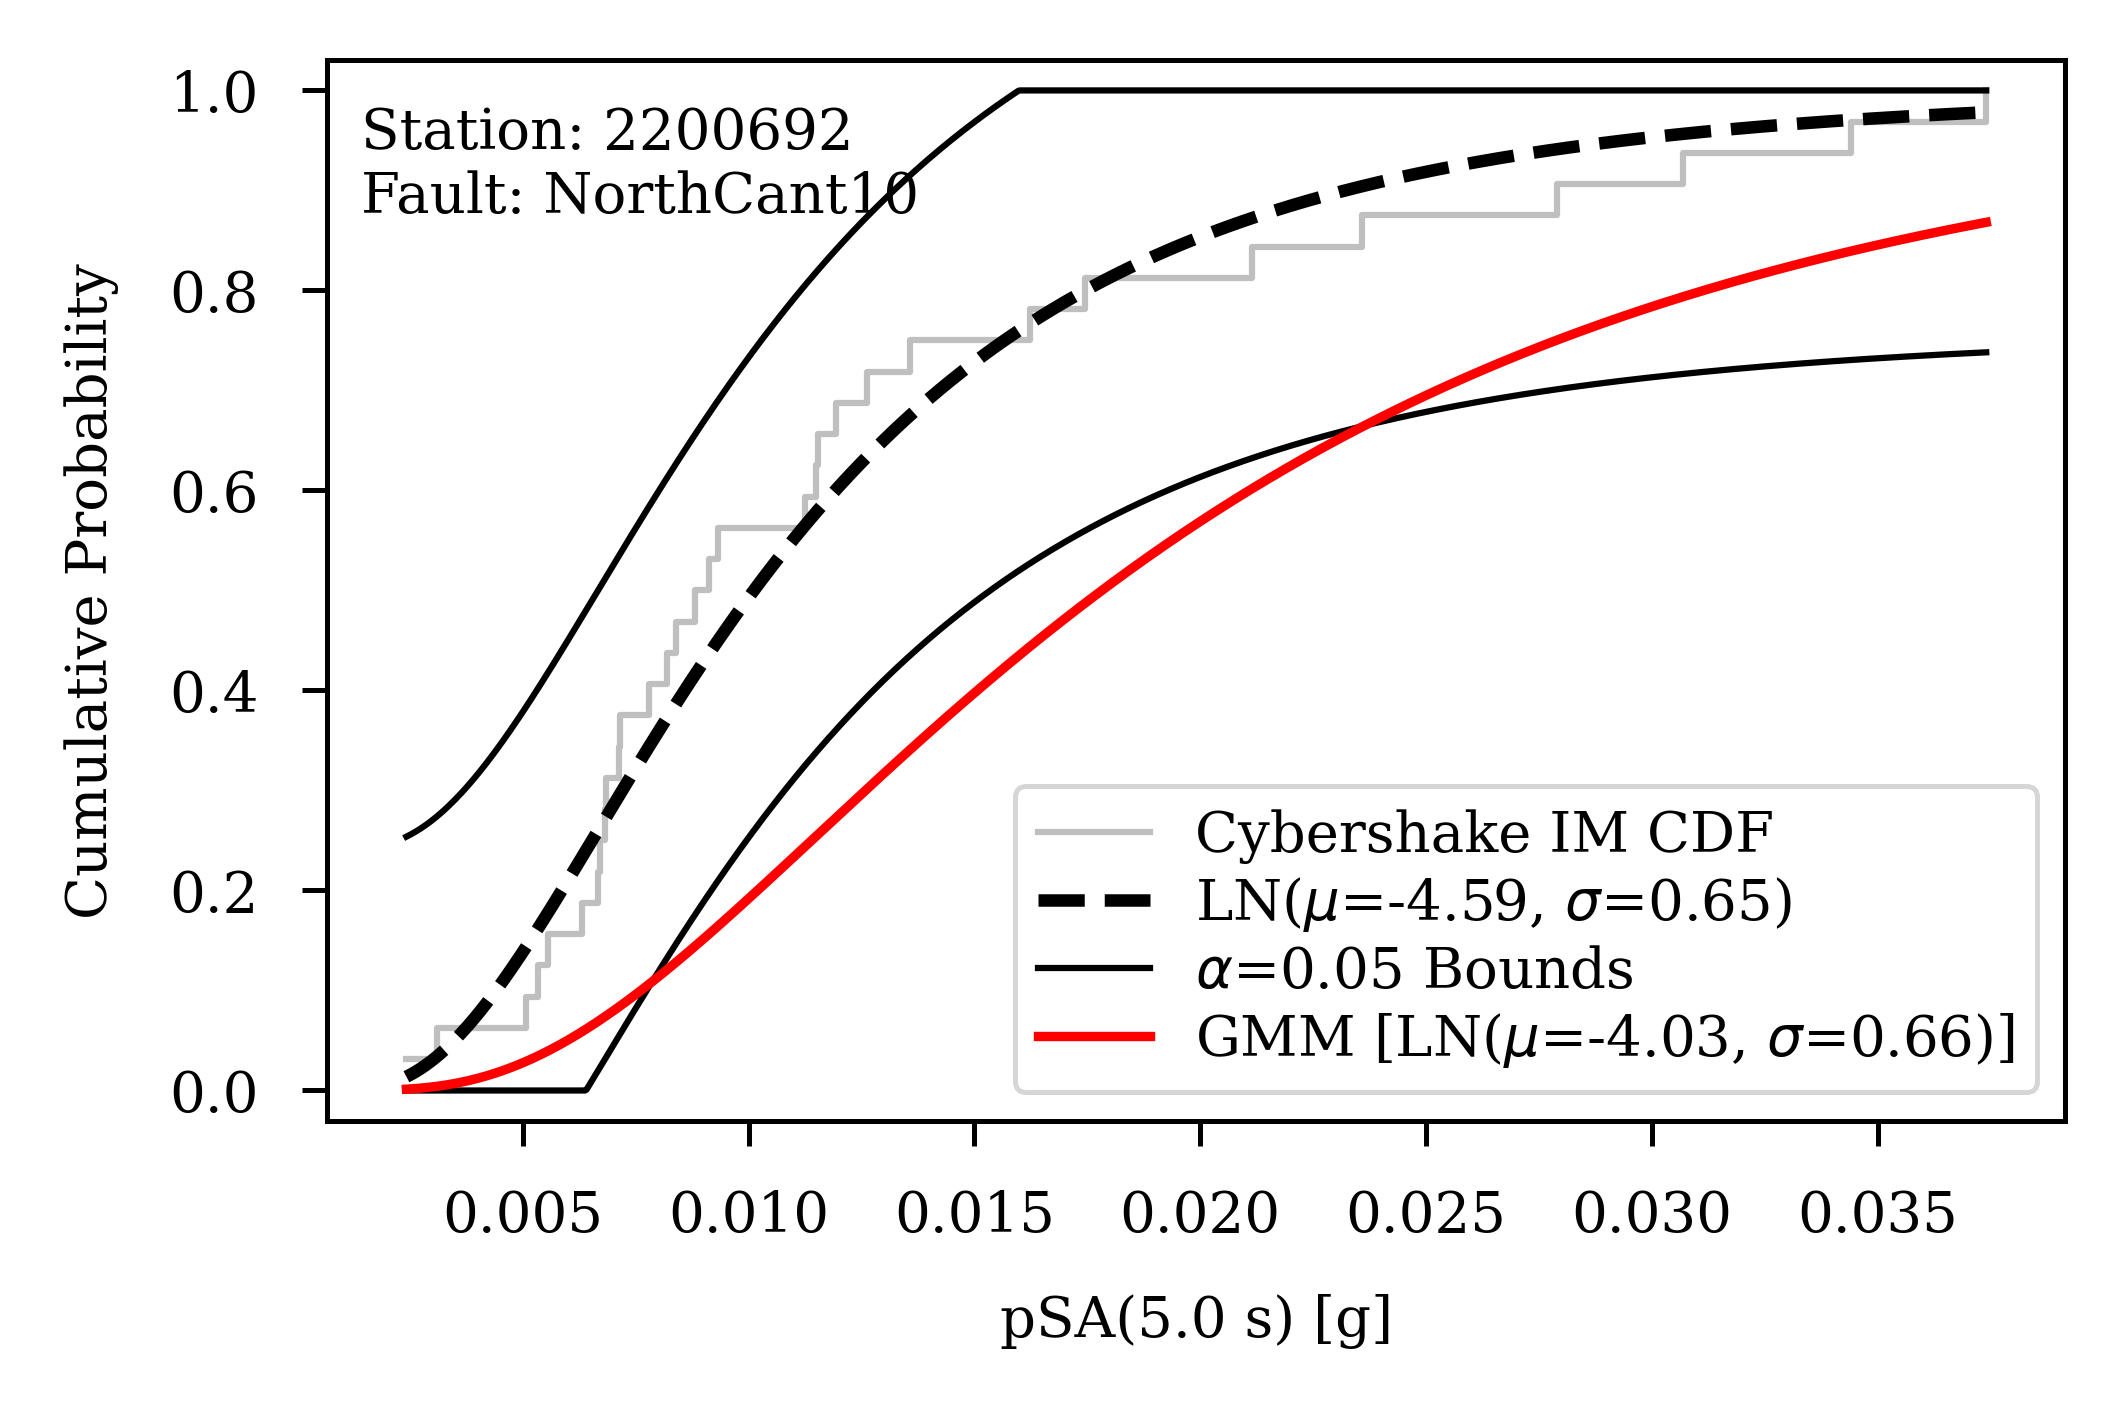 Station: 2200692
Fault: NorthCant10
Cumulative Probability
1.0
0.8
0.6
0.4
0.2
0.0
Cybershake IM CDF
LN(μ=-4.59, σ=0.65)
α=0.05 Bounds
GMM [LN(μ=-4.03, σ=0.66)]
0.005 0.010 0.015 0.020 0.025 0.030 0.035
pSA(5.0 s) [g]